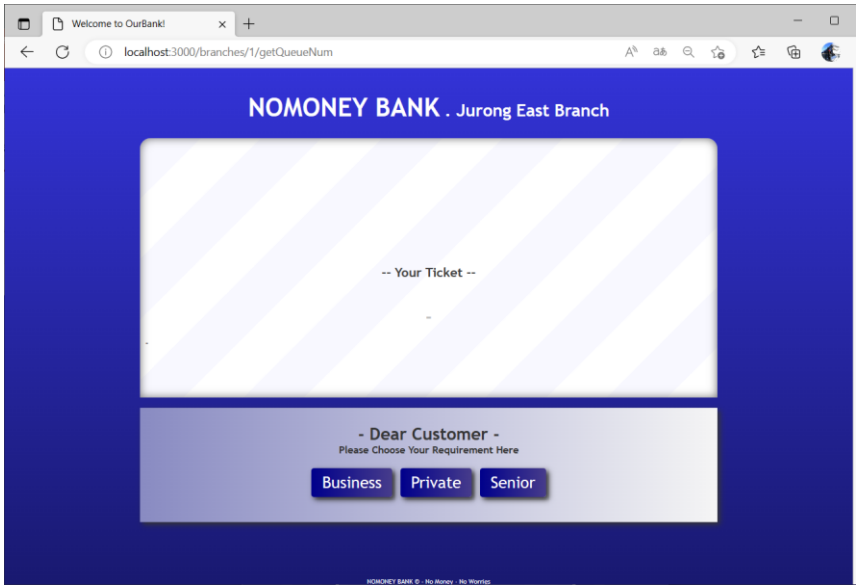 Welcome to OurBank!
localhost:3000/branches/1/getQueueNum
NOMONEY BANK . Jurong East Branch
-- Your Ticket --
-
-
- Dear Customer -
Please Choose Your Requirement Here
Business Private Senior
NOMONEY BANK © - No Money - No Worries